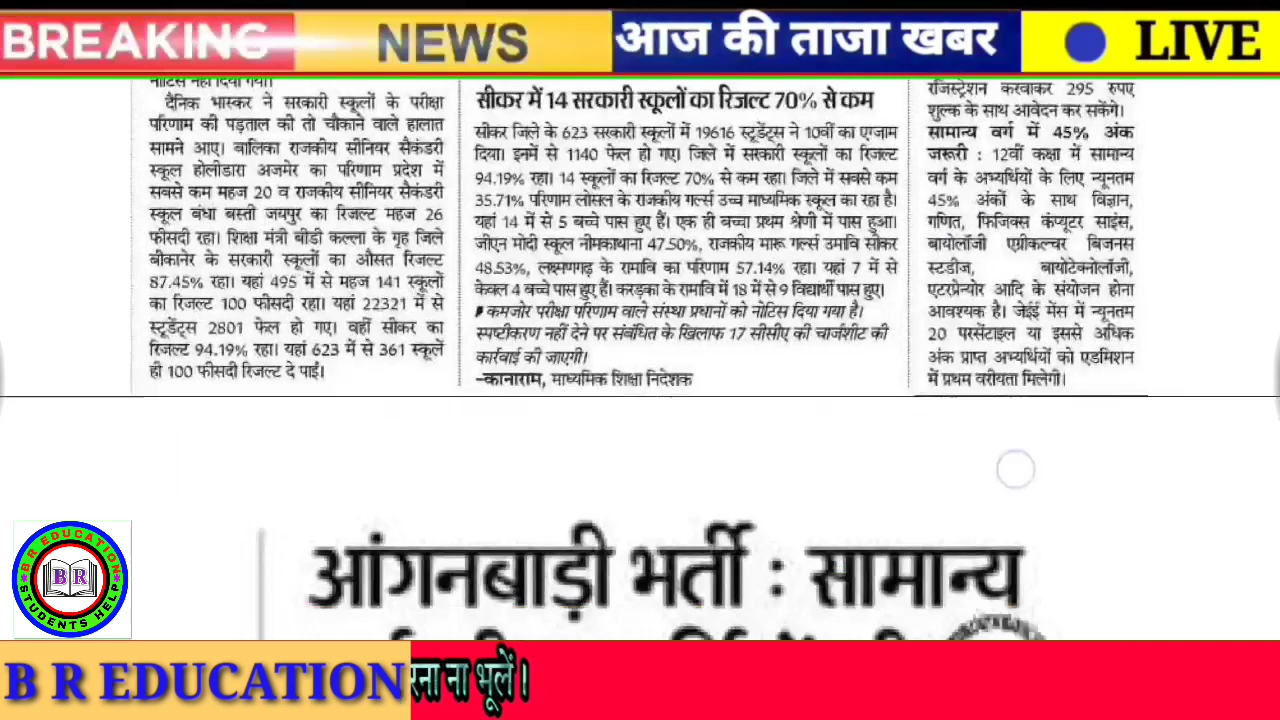 BREAKING NEWS आज की ताजा खबर LIVE
नोटिस नहीं दिया गया।
दैनिक भास्कर ने सरकारी स्कूलों के परीक्षा
परिणाम की पड़ताल की तो चौंकाने वाले हालात
सामने आए। बालिका राजकीय सीनियर सैकंडरी
स्कूल होलीडारा अजमेर का परिणाम प्रदेश में
सबसे कम महज 20 व राजकीय सीनियर सैकंडरी
स्कूल बंधा बस्ती जयपुर का रिजल्ट महज 26
फीसदी रहा। शिक्षा मंत्री बीडी कल्ला के गृह जिले
बीकानेर के सरकारी स्कूलों का औसत रिजल्ट
87.45% रहा। यहां 495 में से महज 141 स्कूलों
का रिजल्ट 100 फीसदी रहा। यहां 22321 में से
स्टूडेंट्स 2801 फेल हो गए। वहीं सीकर का
रिजल्ट 94.19% रहा। यहां 623 में से 361 स्कूलें
ही 100 फीसदी रिजल्ट दे पाईं।
सीकर में 14 सरकारी स्कूलों का रिजल्ट 70% से कम
सीकर जिले के 623 सरकारी स्कूलों में 19616 स्टूडेंट्स ने 10वीं का एग्जाम
दिया। इनमें से 1140 फेल हो गए। जिले में सरकारी स्कूलों का रिजल्ट
94.19% रहा। 14 स्कूलों का रिजल्ट 70% से कम रहा। जिले में सबसे कम
35.71% परिणाम लोसल के राजकीय गर्ल्स उच्च माध्यमिक स्कूल का रहा है।
यहां 14 में से 5 बच्चे पास हुए हैं। एक ही बच्चा प्रथम श्रेणी में पास हुआ।
जीएन मोदी स्कूल नीमकाथाना 47.50%, राजकीय मारू गर्ल्स उमावि सीकर
48.53%, लक्ष्मणगढ़ के रामावि का परिणाम 57.14% रहा। यहां 7 में से
केवल 4 बच्चे पास हुए हैं। करड़का के रामावि में 18 में से 9 विद्यार्थी पास हुए।
कमजोर परीक्षा परिणाम वाले संस्था प्रधानों को नोटिस दिया गया है।
स्पष्टीकरण नहीं देने पर संबंधित के खिलाफ 17 सीसीए की चार्जशीट की
कार्रवाई की जाएगी।
-कानाराम, माध्यमिक शिक्षा निदेशक
रजिस्ट्रेशन करवाकर 295 रुपए
शुल्क के साथ आवेदन कर सकेंगे।
सामान्य वर्ग में 45% अंक
जरूरी : 12वीं कक्षा में सामान्य
वर्ग के अभ्यर्थियों के लिए न्यूनतम
45% अंकों के साथ विज्ञान,
गणित, फिजिक्स कंप्यूटर साइंस,
बायोलॉजी एग्रीकल्चर बिजनस
स्टडीज, बायोटेक्नोलॉजी,
एटरप्रेन्योर आदि के संयोजन होना
आवश्यक है। जेईई मेंस में न्यूनतम
20 परसेंटाइल या इससे अधिक
अंक प्राप्त अभ्यर्थियों को एडमिशन
में प्रथम वरीयता मिलेगी।
आंगनबाड़ी भर्ती : सामान्य
B R EDUCATION
B R
STUDENTS HELP
B R EDUCATION रना ना भूलें।